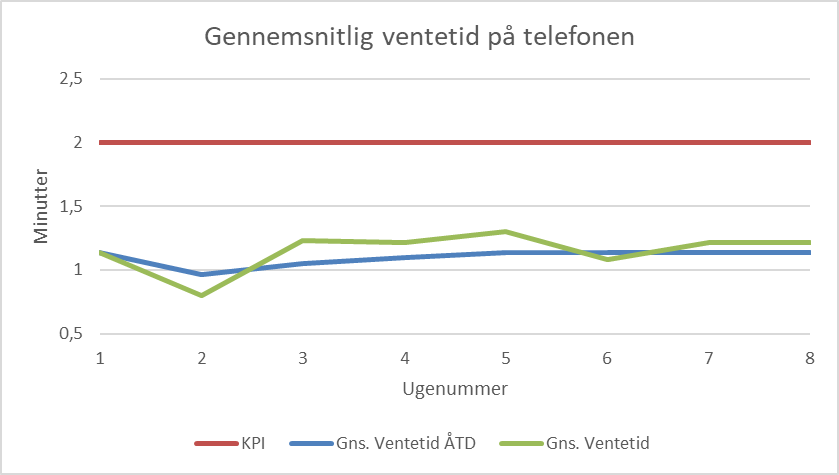 Gennemsnitlig ventetid på telefonen
2,5
2
1,5
1
0,5
Minutter
1 2 3 4 5 6 7 8
Ugenummer
KPI Gns. Ventetid ÅTD Gns. Ventetid